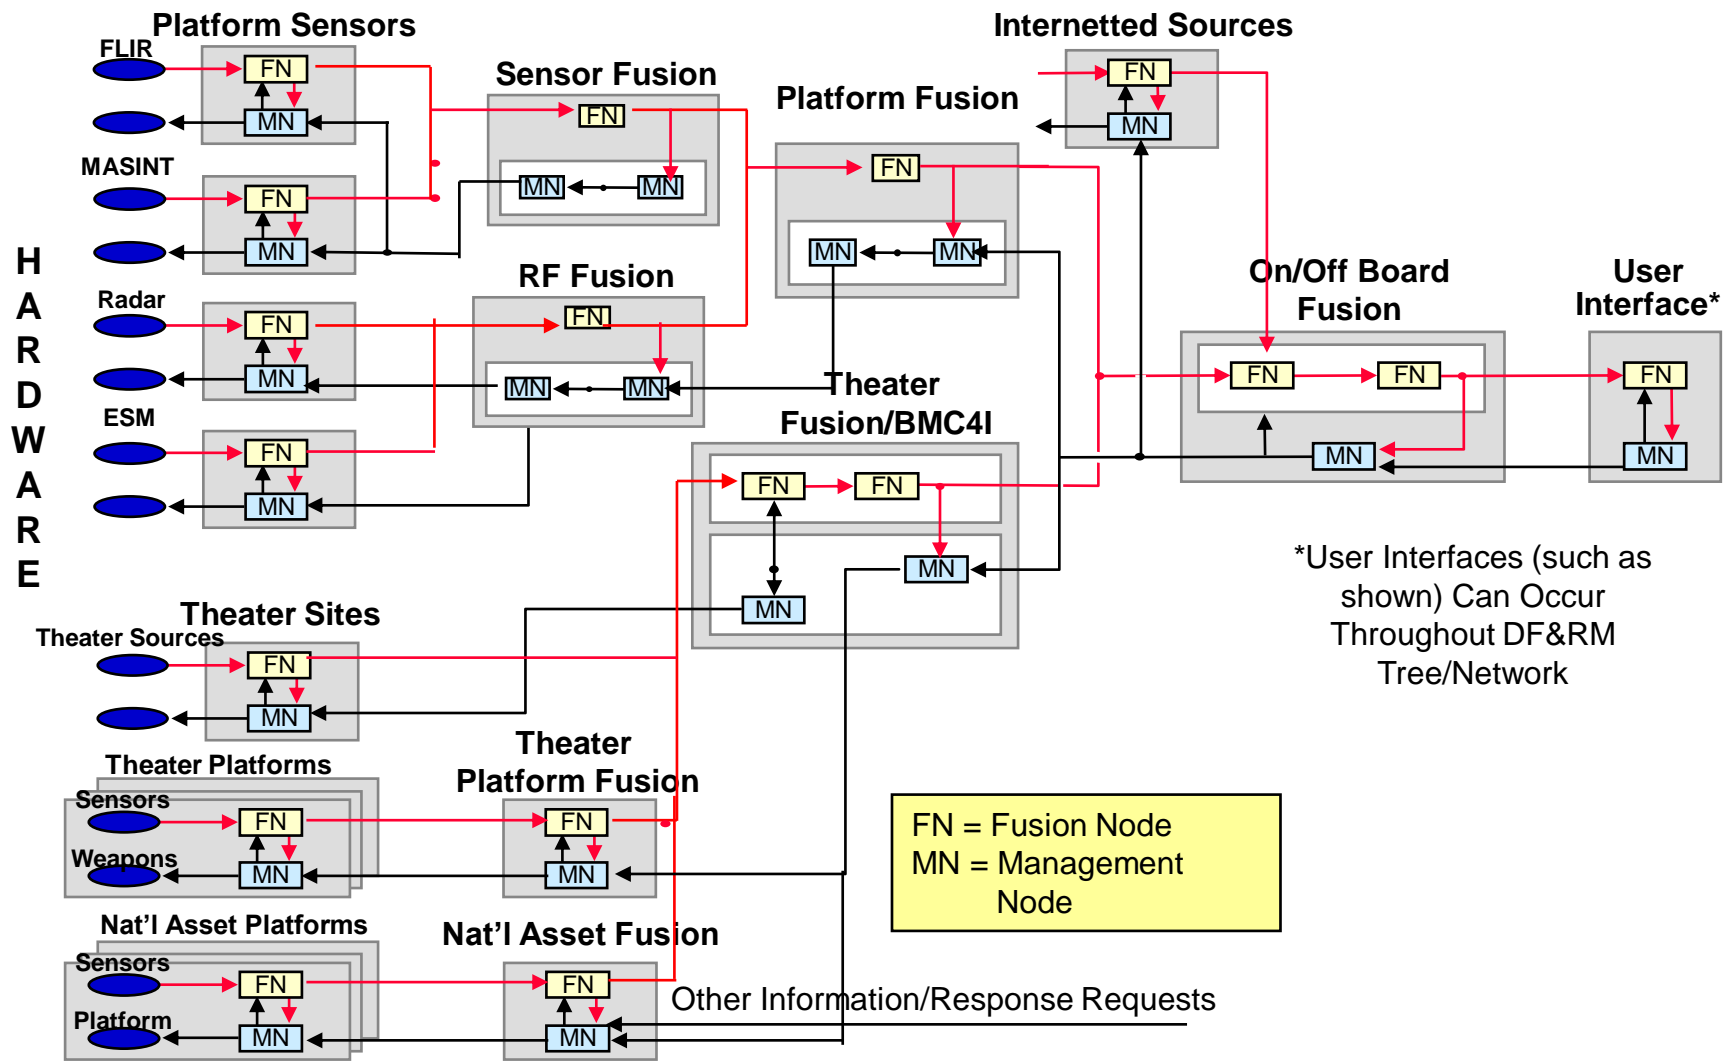 Platform Sensors
Internetted Sources
FLIR
FN
MN
Sensor Fusion
FN
MN
MN
Platform Fusion
FN
MN
MN
FN
MN
MASINT
FN
MN
H
A
R
D
W
A
R
E
Radar
FN
MN
RF Fusion
FN
MN
MN
ESM
FN
MN
On/Off Board
Fusion
FN
FN
MN
User
Interface*
FN
MN
Theater
Fusion/BMC4I
FN
FN
MN
MN
*User Interfaces (such as
shown) Can Occur
Throughout DF&RM
Tree/Network
Theater Sites
Theater Sources
FN
MN
Theater Platforms
Sensors
FN
Weapons
MN
Theater
Platform Fusion
FN
MN
FN = Fusion Node
MN = Management
Node
Nat'l Asset Platforms
Sensors
FN
Platform
MN
Nat'l Asset Fusion
FN
MN
Other Information/Response Requests